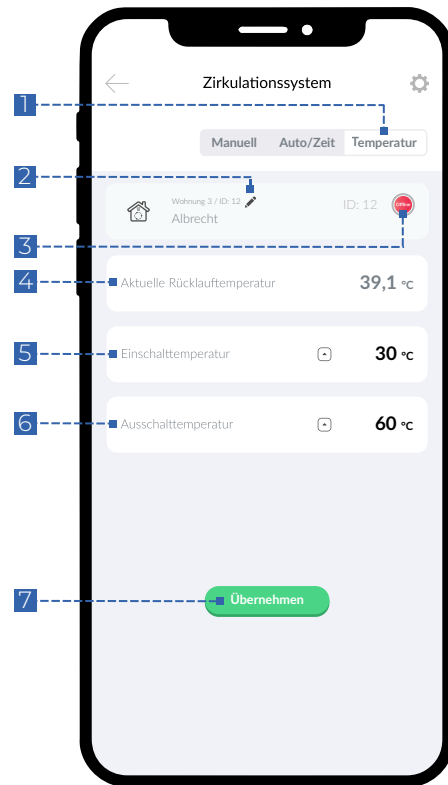 Zirkulationssystem
1
Manuell Auto/Zeit Temperatur
2
Wohnung 3 / ID: 12
Albrecht
ID: 12
Offline
3
4
Aktuelle Rücklauftemperatur 39,1 °C
5
Einschalttemperatur 30 °C
6
Ausschalttemperatur 60 °C
7
Übernehmen